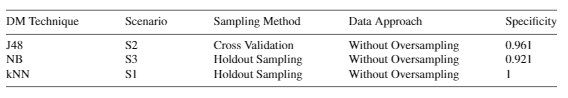 DM Technique Scenario Sampling Method Data Approach Specificity
J48 S2 Cross Validation Without Oversampling 0.961
NB S3 Holdout Sampling Without Oversampling 0.921
kNN S1 Holdout Sampling Without Oversampling 1